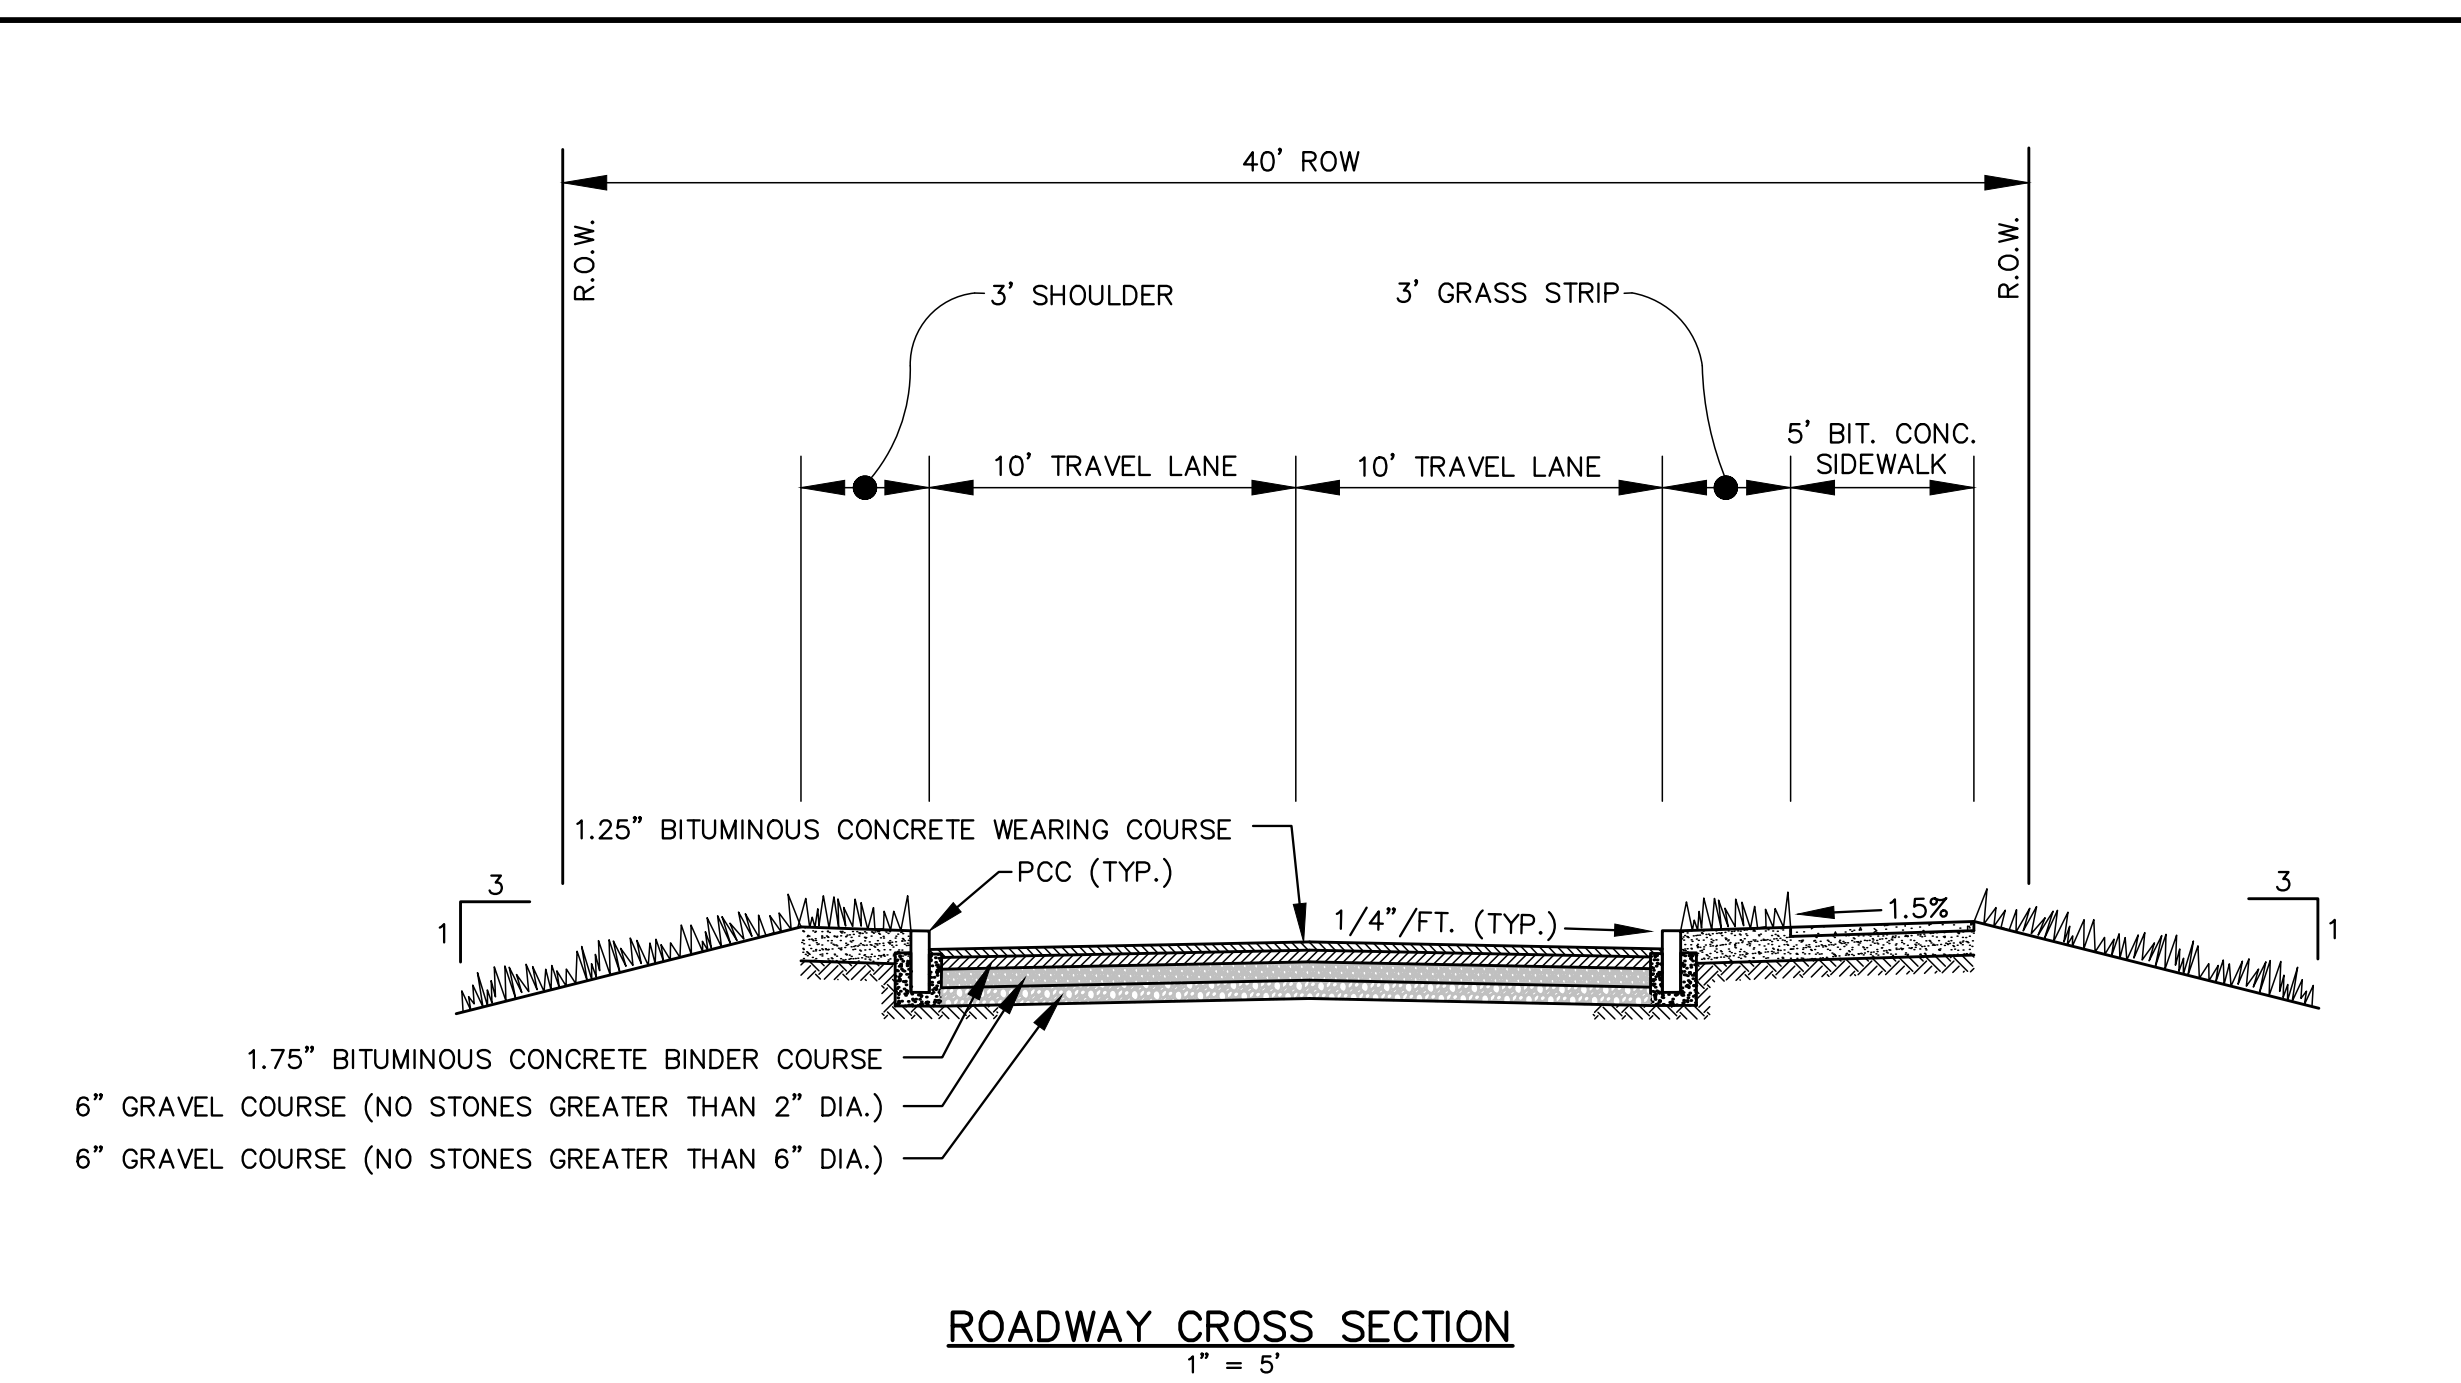 40' ROW
R.O.W.
R.O.W.
3' SHOULDER
3' GRASS STRIP
10' TRAVEL LANE
10' TRAVEL LANE
5' BIT. CONC.
SIDEWALK
1.25" BITUMINOUS CONCRETE WEARING COURSE
PCC (TYP.)
3
1
1/4"/FT. (TYP.)
1.5%
3
1
1.75" BITUMINOUS CONCRETE BINDER COURSE
6" GRAVEL COURSE (NO STONES GREATER THAN 2" DIA.)
6" GRAVEL COURSE (NO STONES GREATER THAN 6" DIA.)
ROADWAY CROSS SECTION
1" = 5'